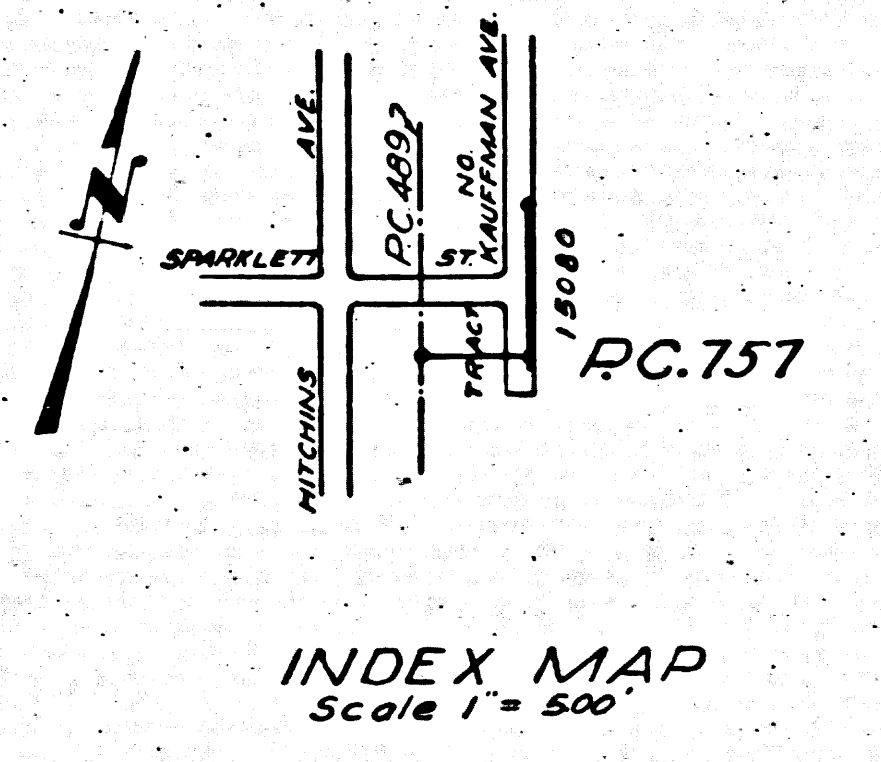 N
HITCHINS AVE.
P.C. 4892
TRACT NO. 15080
KAUFFMAN AVE.
SPARKLETT ST.
P.C. 757
INDEX MAP
Scale 1" = 500'